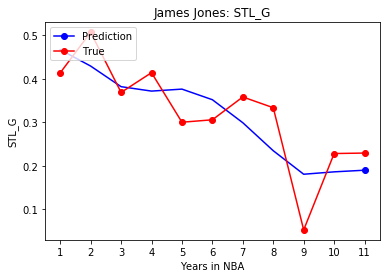 James Jones: STL_G
Prediction
True
STL_G
0.5
0.4
0.3
0.2
0.1
1 2 3 4 5 6 7 8 9 10 11
Years in NBA